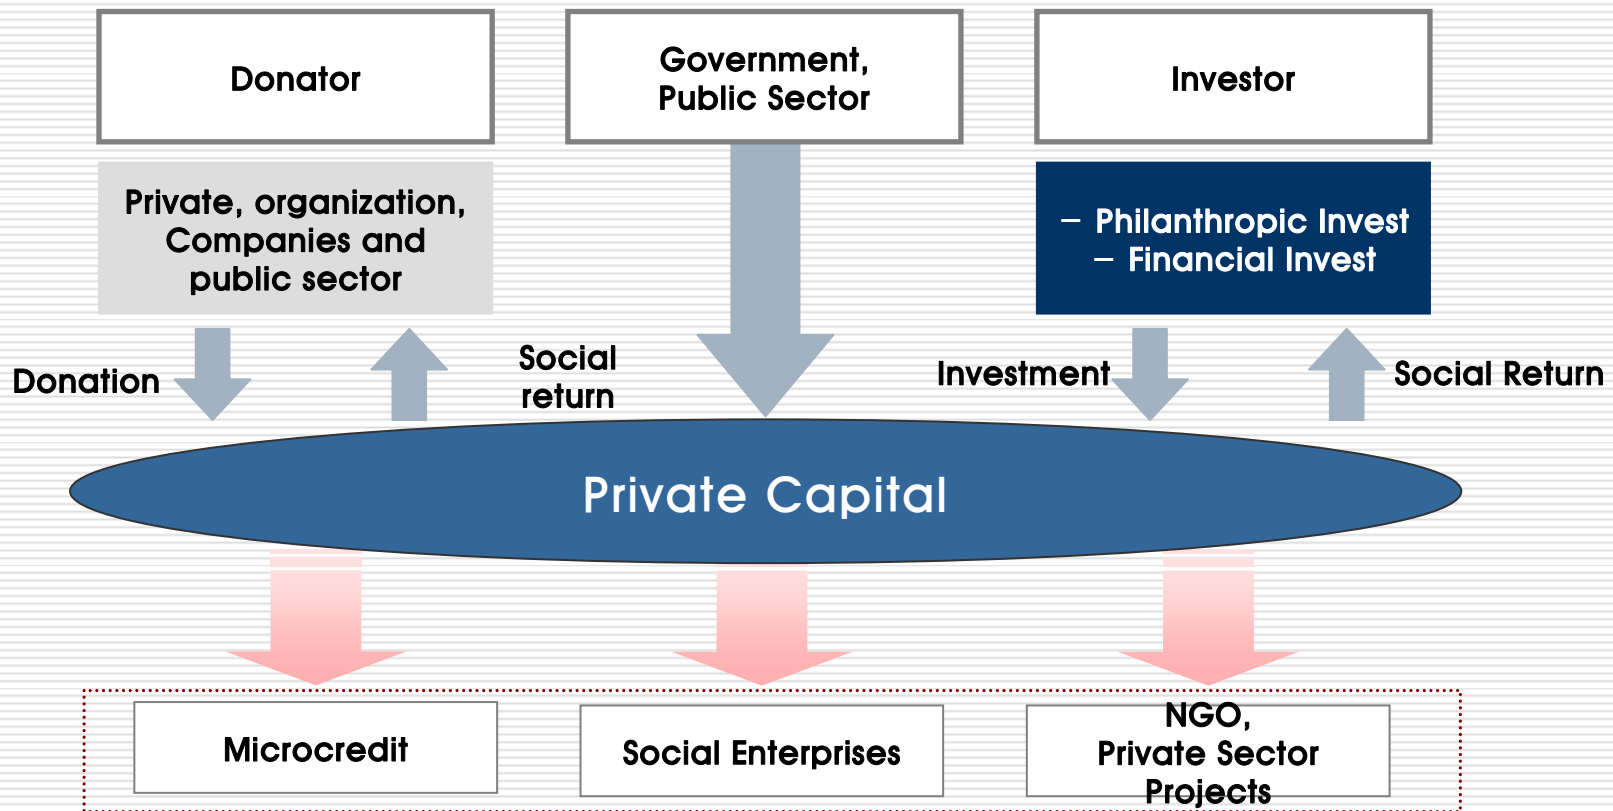 Donator
Government,
Public Sector
Investor
Private, organization,
Companies and
public sector
– Philanthropic Invest
– Financial Invest
Donation
Social
return
Investment
Social Return
Private Capital
Microcredit
Social Enterprises
NGO,
Private Sector
Projects